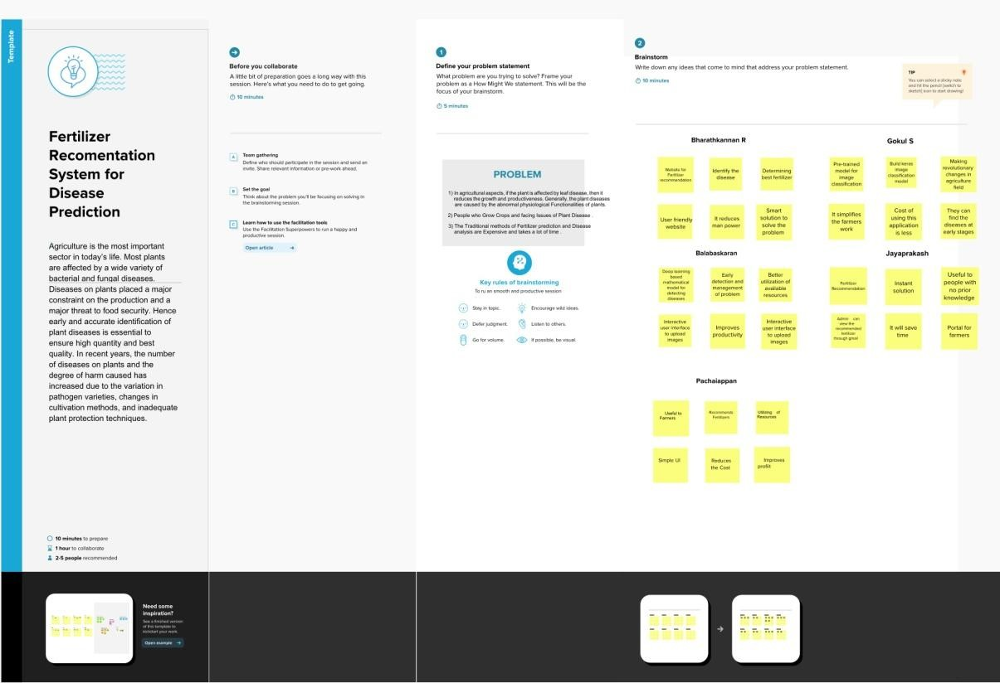 Template
Fertilizer
Recomentation
System for
Disease
Prediction
Agriculture is the most important
sector in today's life. Most plants
are affected by a wide variety of
bacterial and fungal diseases.
Diseases on plants placed a major
constraint on the production and a
major threat to food security. Hence
early and accurate identification of
plant diseases is essential to
ensure high quantity and best
quality. In recent years, the number
of diseases on plants and the
degree of harm caused has
increased due to the variation in
pathogen varieties, changes in
cultivation methods, and inadequate
plant protection techniques.
10 minutes to prepare
1 hour to collaborate
2-5 people recommended
Need some
inspiration?
See a finished version
of this template to
kickstart your work.
Open example
Before you collaborate
A little bit of preparation goes a long way with this
session. Here's what you need to do to get going.
10 minutes
A
Team gathering
Define who should participate in the session and send an
invite. Share relevant information or pre-work ahead.
B
Set the goal
Think about the problem you'll be focusing on solving in
the brainstorming session.
C
Learn how to use the facilitation tools
Use the Facilitation Superpowers to run a happy and
productive session.
Open article
1
Define your problem statement
What problem are you trying to solve? Frame your
problem as a How Might We statement. This will be the
focus of your brainstorm.
5 minutes
PROBLEM
1) In agricultural aspects, if the plant is affected by leaf disease, then it
reduces the growth and productiveness. Generally, the plant diseases
are caused by the abnormal physiological Functionalities of plants.
2) People who Grow Crops and facing Issues of Plant Disease .
3) The Traditional methods of Fertilizer prediction and Disease
analysis are Expensive and takes a lot of time .
Key rules of brainstorming
To ru an smooth and productive session
Stay in topic.
Encourage wild ideas.
Defer judgment.
Listen to others.
Go for volume.
If possible, be visual.
2
Brainstorm
Write down any ideas that come to mind that address your problem statement.
10 minutes
TIP
You can select a sticky note
and hit the pencil [switch to
sketch] icon to start drawing!
Bharathkannan R
Website for
Fertilizer
recommendation
Identify the
disease
Determining
best fertilizer
User friendly
website
It reduces
man power
Smart
solution to
solve the
problem
Gokul S
Pre-trained
model for
image
classification
Build keras
image
classification
model
Making
revolutionary
changes in
agriculture
field
It simplifies
the farmers
work
Cost of
using this
application
is less
They can
find the
diseases at
early stages
Balabaskaran
Deep learning
based
mathematical
model for
detecting
diseases
Early
detection and
management
of problem
Better
utilization of
available
resources
Interactive
user interface
to upload
images
Improves
productivity
Interactive
user interface
to upload
images
Jayaprakash
Fertilizer
Recommendation
Instant
solution
Useful to
people with
no prior
knowledge
Admin can
view the
recommended
fertilizer
through gmail
It will save
time
Portal for
farmers
Pachaiappan
Useful to
Farmers
Recommends
Fertilizers
Utilizing of
Resources
Simple UI
Reduces
the Cost
Improves
profit